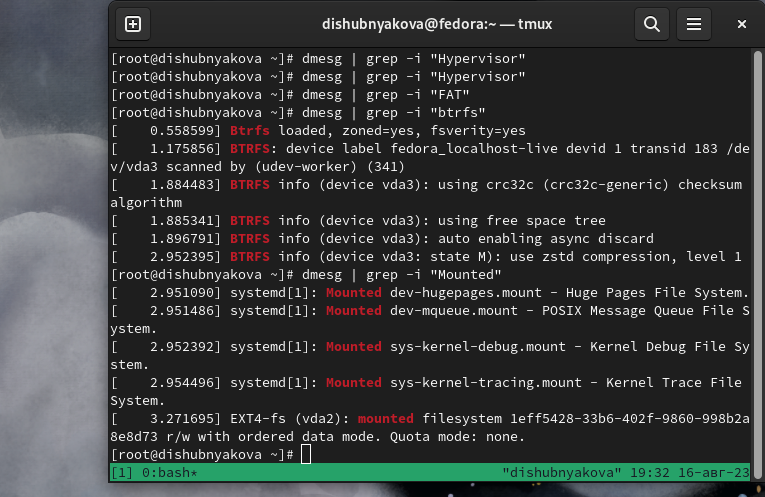 dishubnyakova@fedora:~ — tmux
[root@dishubnyakova ~]# dmesg | grep -i "Hypervisor"
[root@dishubnyakova ~]# dmesg | grep -i "Hypervisor"
[root@dishubnyakova ~]# dmesg | grep -i "FAT"
[root@dishubnyakova ~]# dmesg | grep -i "btrfs"
[    0.558599] Btrfs loaded, zoned=yes, fsverity=yes
[    1.175856] BTRFS: device label fedora_localhost-live devid 1 transid 183 /de
v/vda3 scanned by (udev-worker) (341)
[    1.884483] BTRFS info (device vda3): using crc32c (crc32c-generic) checksum
algorithm
[    1.885341] BTRFS info (device vda3): using free space tree
[    1.896791] BTRFS info (device vda3): auto enabling async discard
[    2.952395] BTRFS info (device vda3: state M): use zstd compression, level 1
[root@dishubnyakova ~]# dmesg | grep -i "Mounted"
[    2.951090] systemd[1]: Mounted dev-hugepages.mount - Huge Pages File System.
[    2.951486] systemd[1]: Mounted dev-mqueue.mount - POSIX Message Queue File S
ystem.
[    2.952392] systemd[1]: Mounted sys-kernel-debug.mount - Kernel Debug File Sy
stem.
[    2.954496] systemd[1]: Mounted sys-kernel-tracing.mount - Kernel Trace File
System.
[    3.271695] EXT4-fs (vda2): mounted filesystem 1eff5428-33b6-402f-9860-998b2a
8e8d73 r/w with ordered data mode. Quota mode: none.
[root@dishubnyakova ~]#
[1] 0:bash* "dishubnyakova" 19:32 16-авг-23